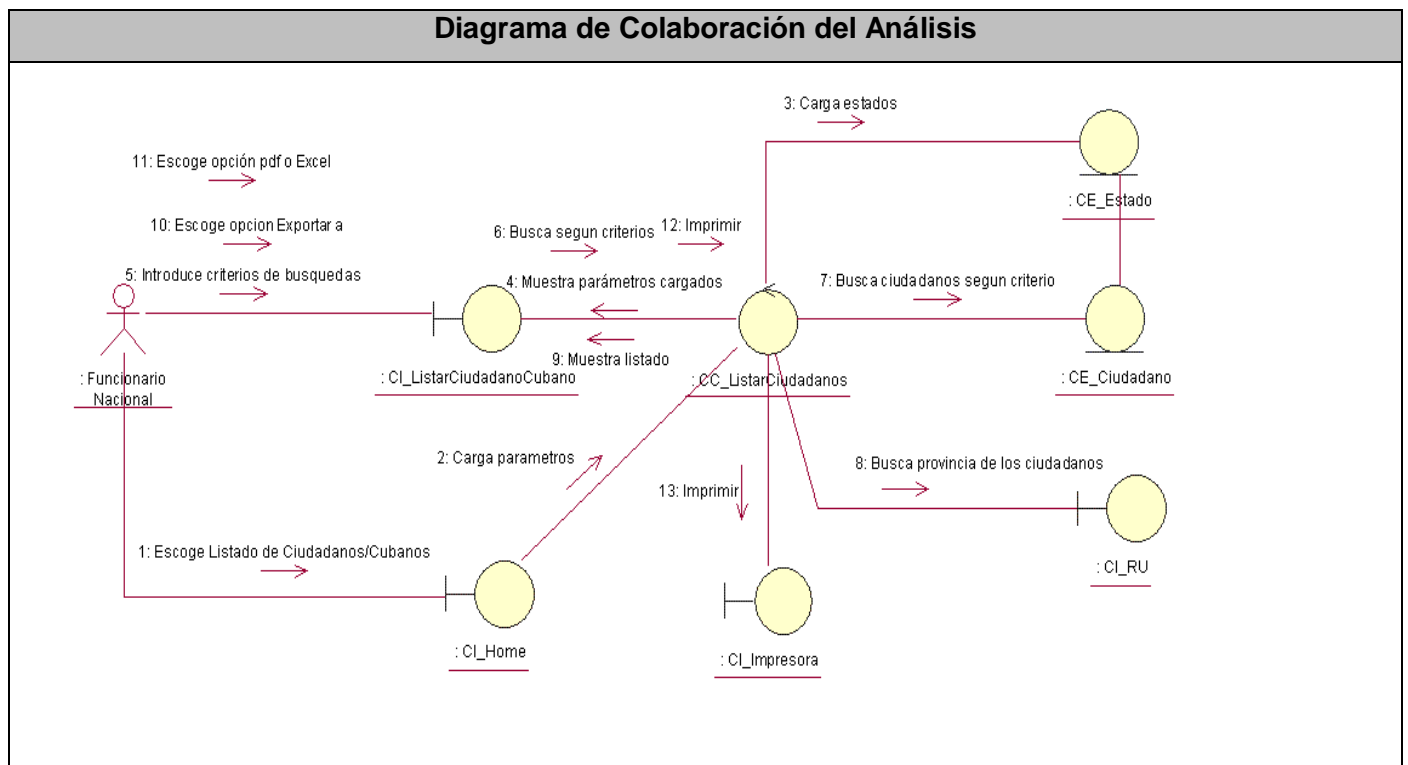 Diagrama de Colaboración del Análisis
3: Carga estados
11: Escoge opción pdf o Excel
: CE_Estado
10: Escoge opcion Exportar a
6: Busca segun criterios
12: Imprimir
5: Introduce criterios de busquedas
4: Muestra parámetros cargados
7: Busca ciudadanos segun criterio
9: Muestra listado
: Funcionario
Nacional
: CI_ListarCiudadanoCubano
: CC_ListarCiudadanos
: CE_Ciudadano
2: Carga parametros
8: Busca provincia de los ciudadanos
13: Imprimir
1: Escoge Listado de Ciudadanos/Cubanos
: CI_RU
: CI_Home
: CI_Impresora